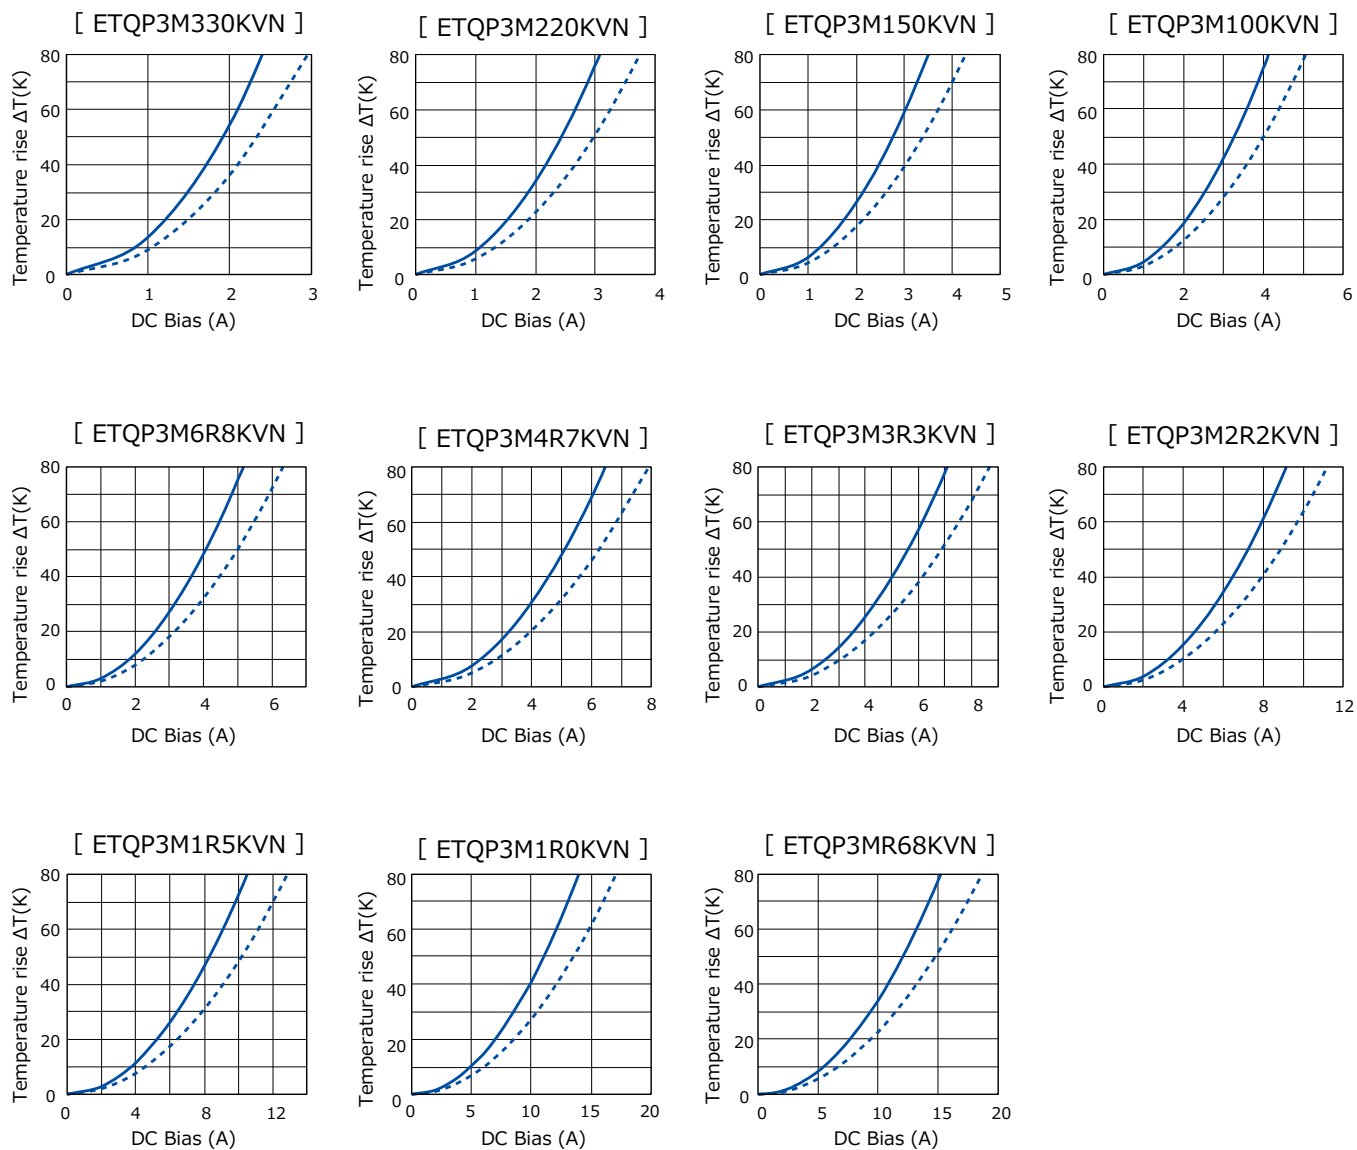 [ ETQP3M330KVN ]
80
60
40
20
0
0 1 2 3
Temperature rise ΔT(K)
DC Bias (A)
[ ETQP3M220KVN ]
80
60
40
20
0
0 1 2 3 4
Temperature rise ΔT(K)
DC Bias (A)
[ ETQP3M150KVN ]
80
60
40
20
0
0 1 2 3 4 5
Temperature rise ΔT(K)
DC Bias (A)
[ ETQP3M100KVN ]
80
60
40
20
0
0 2 4 6
Temperature rise ΔT(K)
DC Bias (A)
[ ETQP3M6R8KVN ]
80
60
40
20
0
0 2 4 6
Temperature rise ΔT(K)
DC Bias (A)
[ ETQP3M4R7KVN ]
80
60
40
20
0
0 2 4 6 8
Temperature rise ΔT(K)
DC Bias (A)
[ ETQP3M3R3KVN ]
80
60
40
20
0
0 2 4 6 8
Temperature rise ΔT(K)
DC Bias (A)
[ ETQP3M2R2KVN ]
80
60
40
20
0
0 4 8 12
Temperature rise ΔT(K)
DC Bias (A)
[ ETQP3M1R5KVN ]
80
60
40
20
0
0 4 8 12
Temperature rise ΔT(K)
DC Bias (A)
[ ETQP3M1R0KVN ]
80
60
40
20
0
0 5 10 15 20
Temperature rise ΔT(K)
DC Bias (A)
[ ETQP3MR68KVN ]
80
60
40
20
0
0 5 10 15 20
Temperature rise ΔT(K)
DC Bias (A)